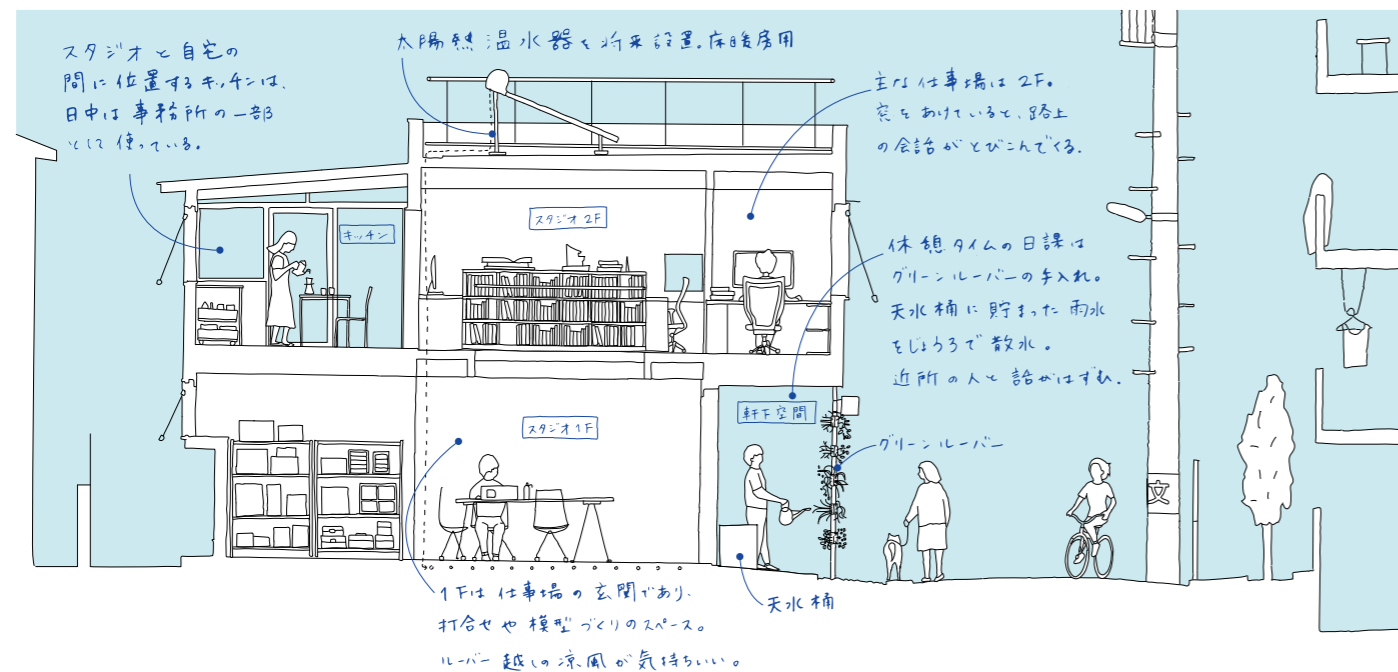 スタジオと自宅の
間に位置するキッチンは、
日中は事務所の一部
として使っている。
太陽熱温水器を将来設置。床暖房用
主な仕事場は2F。
窓をあけていると、路上
の会話がとびこんでくる。
キッチン
スタジオ2F
休憩タイムの日課は
グリーンルーバーの手入れ。
天水桶に貯まった雨水
をじょうろで散水。
近所の人と話がはずむ。
スタジオ1F
軒下空間
グリーンルーバー
文
1Fは仕事場の玄関であり、
打合せや模型づくりのスペース。
ルーバー越しの涼風が気持ちいい。
天水桶